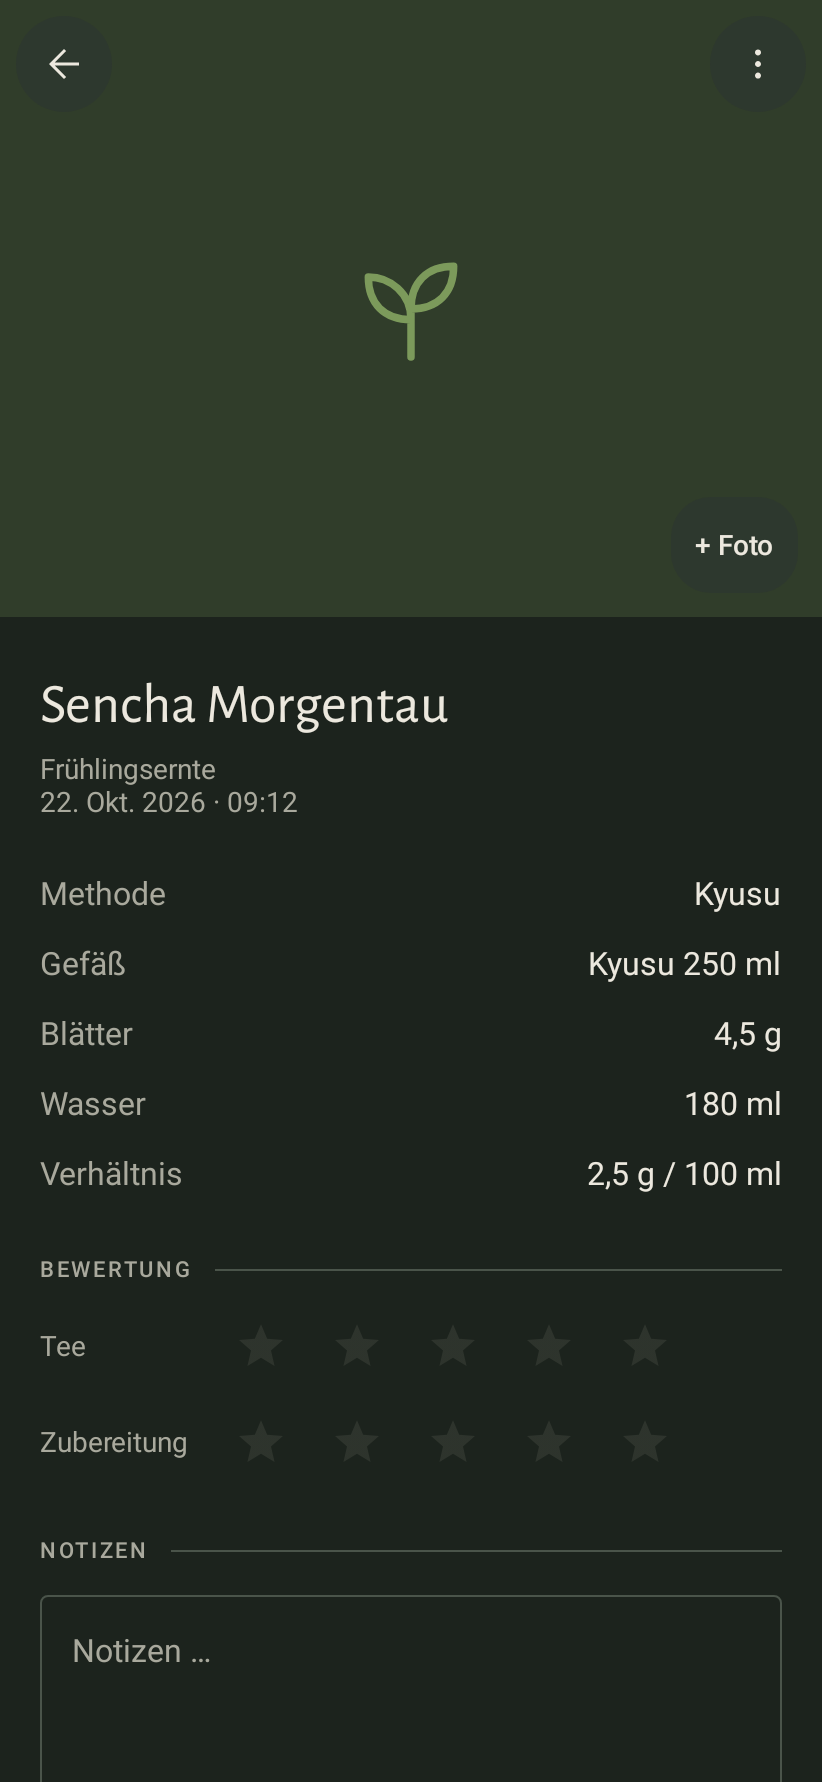 + Foto
Sencha Morgentau
Frühlingsernte
22. Okt. 2026 · 09:12
Methode Kyusu
Gefäß Kyusu 250 ml
Blätter 4,5 g
Wasser 180 ml
Verhältnis 2,5 g / 100 ml
BEWERTUNG
Tee
Zubereitung
NOTIZEN
Notizen …